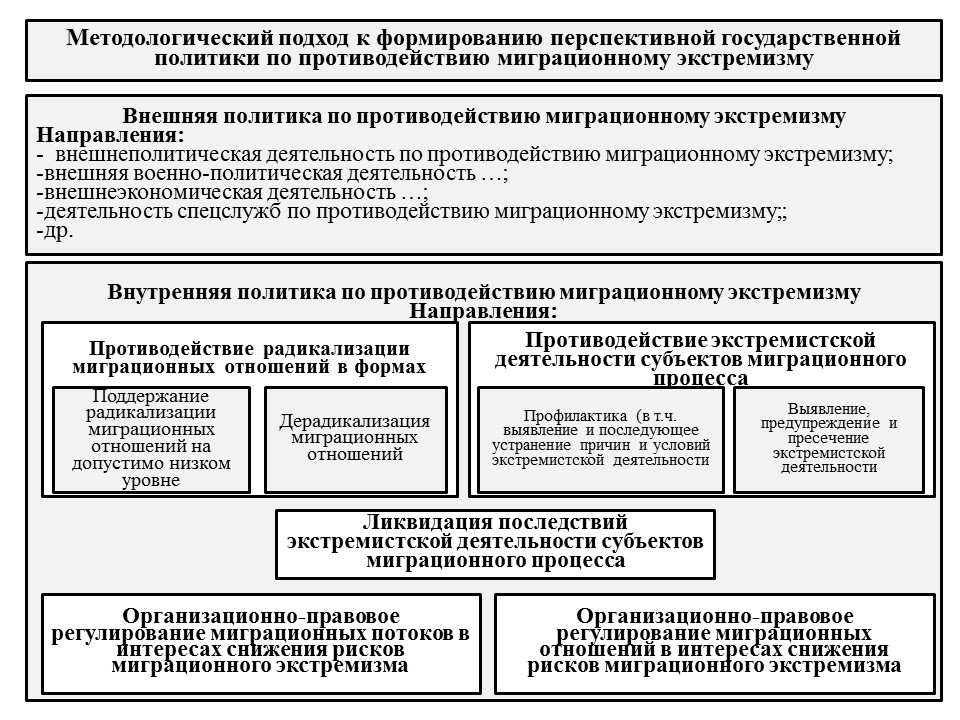 Методологический подход к формированию перспективной государственной
политики по противодействию миграционному экстремизму
Внешняя политика по противодействию миграционному экстремизму
Направления:
- внешнеполитическая деятельность по противодействию миграционному экстремизму;
-внешняя военно-политическая деятельность …;
-внешнеэкономическая деятельность …;
-деятельность спецслужб по противодействию миграционному экстремизму;;
-др.
Внутренняя политика по противодействию миграционному экстремизму
Направления:
Противодействие радикализации
миграционных отношений в формах
Поддержание
радикализации
миграционных
отношений на
допустимо низком
уровне
Дерадикализация
миграционных
отношений
Противодействие экстремистской
деятельности субъектов миграционного
процесса
Профилактика (в т.ч.
выявление и последующее
устранение причин и условий
экстремистской деятельности
Выявление,
предупреждение и
пресечение
экстремистской
деятельности
Ликвидация последствий
экстремистской деятельности субъектов
миграционного процесса
Организационно-правовое
регулирование миграционных потоков в
интересах снижения рисков
миграционного экстремизма
Организационно-правовое
регулирование миграционных
отношений в интересах снижения
рисков миграционного экстремизма